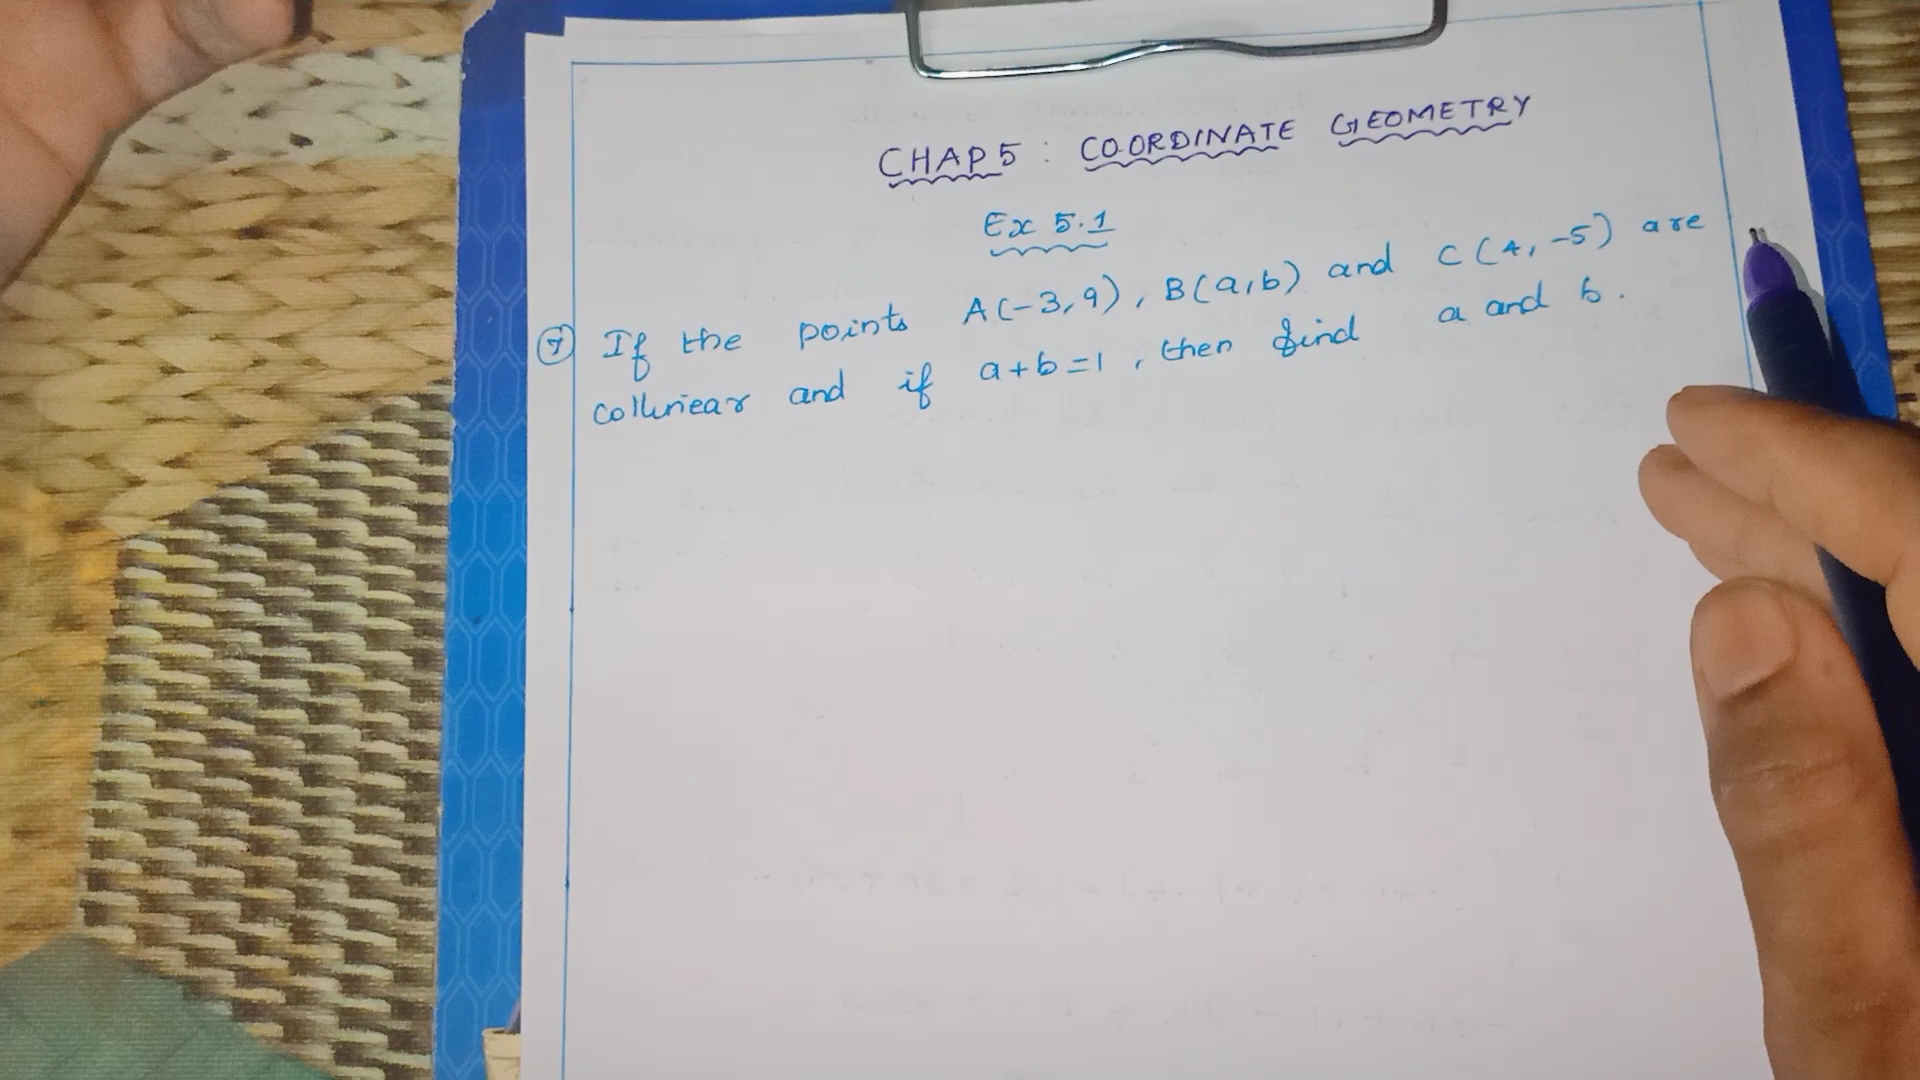 CHAP 5 : COORDINATE GEOMETRY
Ex 5.1
7 If the points A(-3,9), B(a,b) and C(4,-5) are
collinear and if a+b=1, then find a and b.